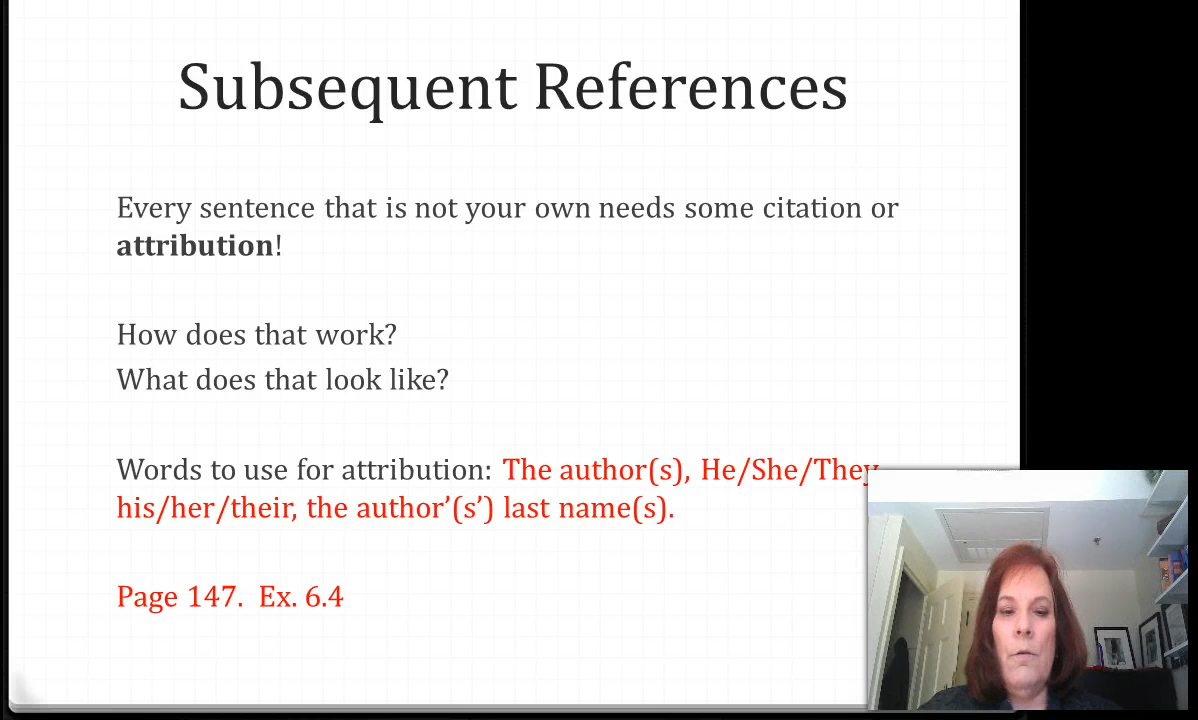 Subsequent References
Every sentence that is not your own needs some citation or
attribution!
How does that work?
What does that look like?
Words to use for attribution: The author(s), He/She/They
his/her/their, the author’(s’) last name(s).
Page 147. Ex. 6.4